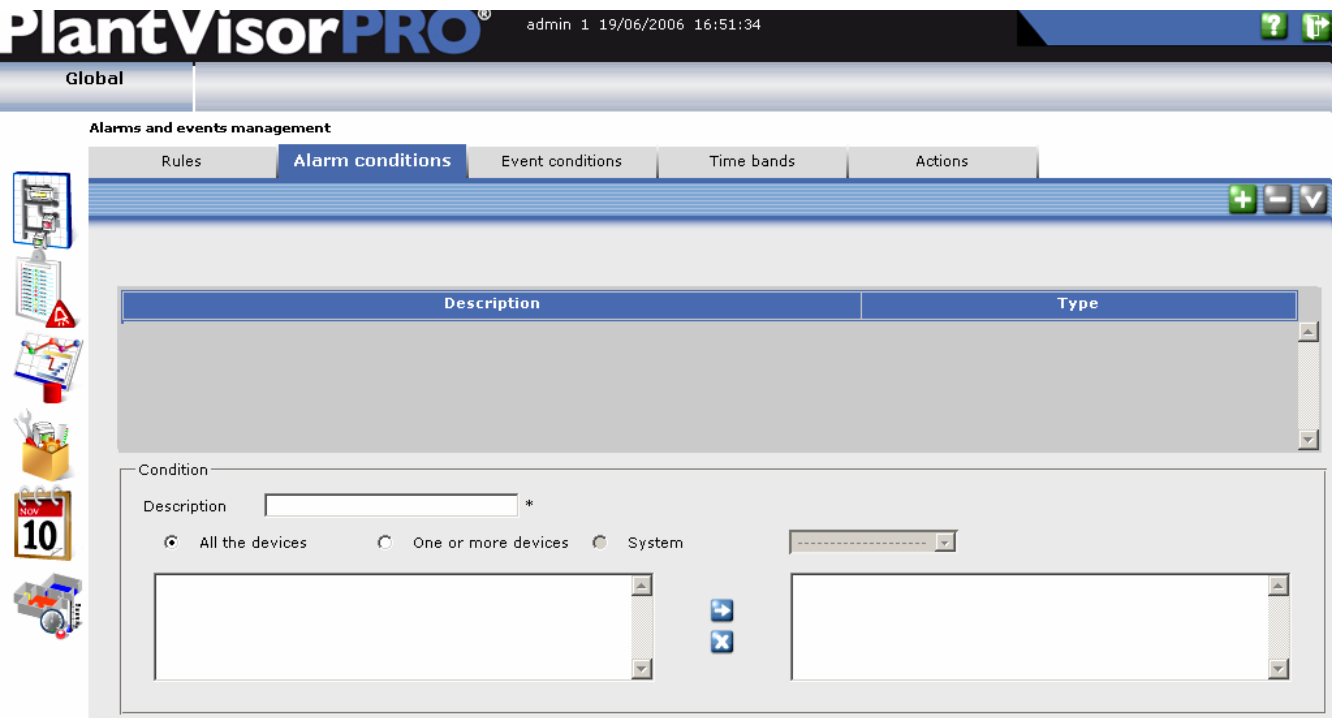 PlantVisorPRO®
admin 1 19/06/2006 16:51:34
?
Global
Alarms and events management
Rules
Alarm conditions
Event conditions
Time bands
Actions
Description
Type
Condition
Description
*
All the devices
One or more devices
System
--------------------
NOV
10